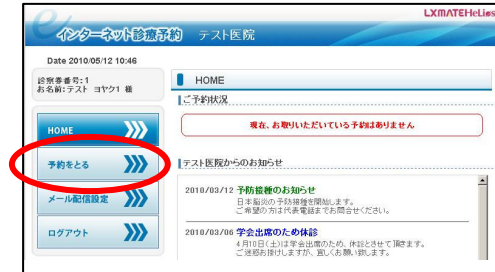 LXMATEHeLios
e インターネット診療予約 テスト医院
Date 2010/05/12 10:46
診察券番号:1
お名前:テスト ヨヤク1 様
HOME
ご予約状況
現在、お取りいただいている予約はありません
HOME
予約をとる
メール配信設定
ログアウト
テスト医院からのお知らせ
2010/03/12 予防接種のお知らせ
日本脳炎の予防接種を開始します。
ご希望の方は代表電話までお問合せください。
2010/03/06 学会出席のため休診
4月10日(土)は学会出席のため、休診とさせて頂きます。
ご迷惑お掛けしますが、宜しくお願い致します。